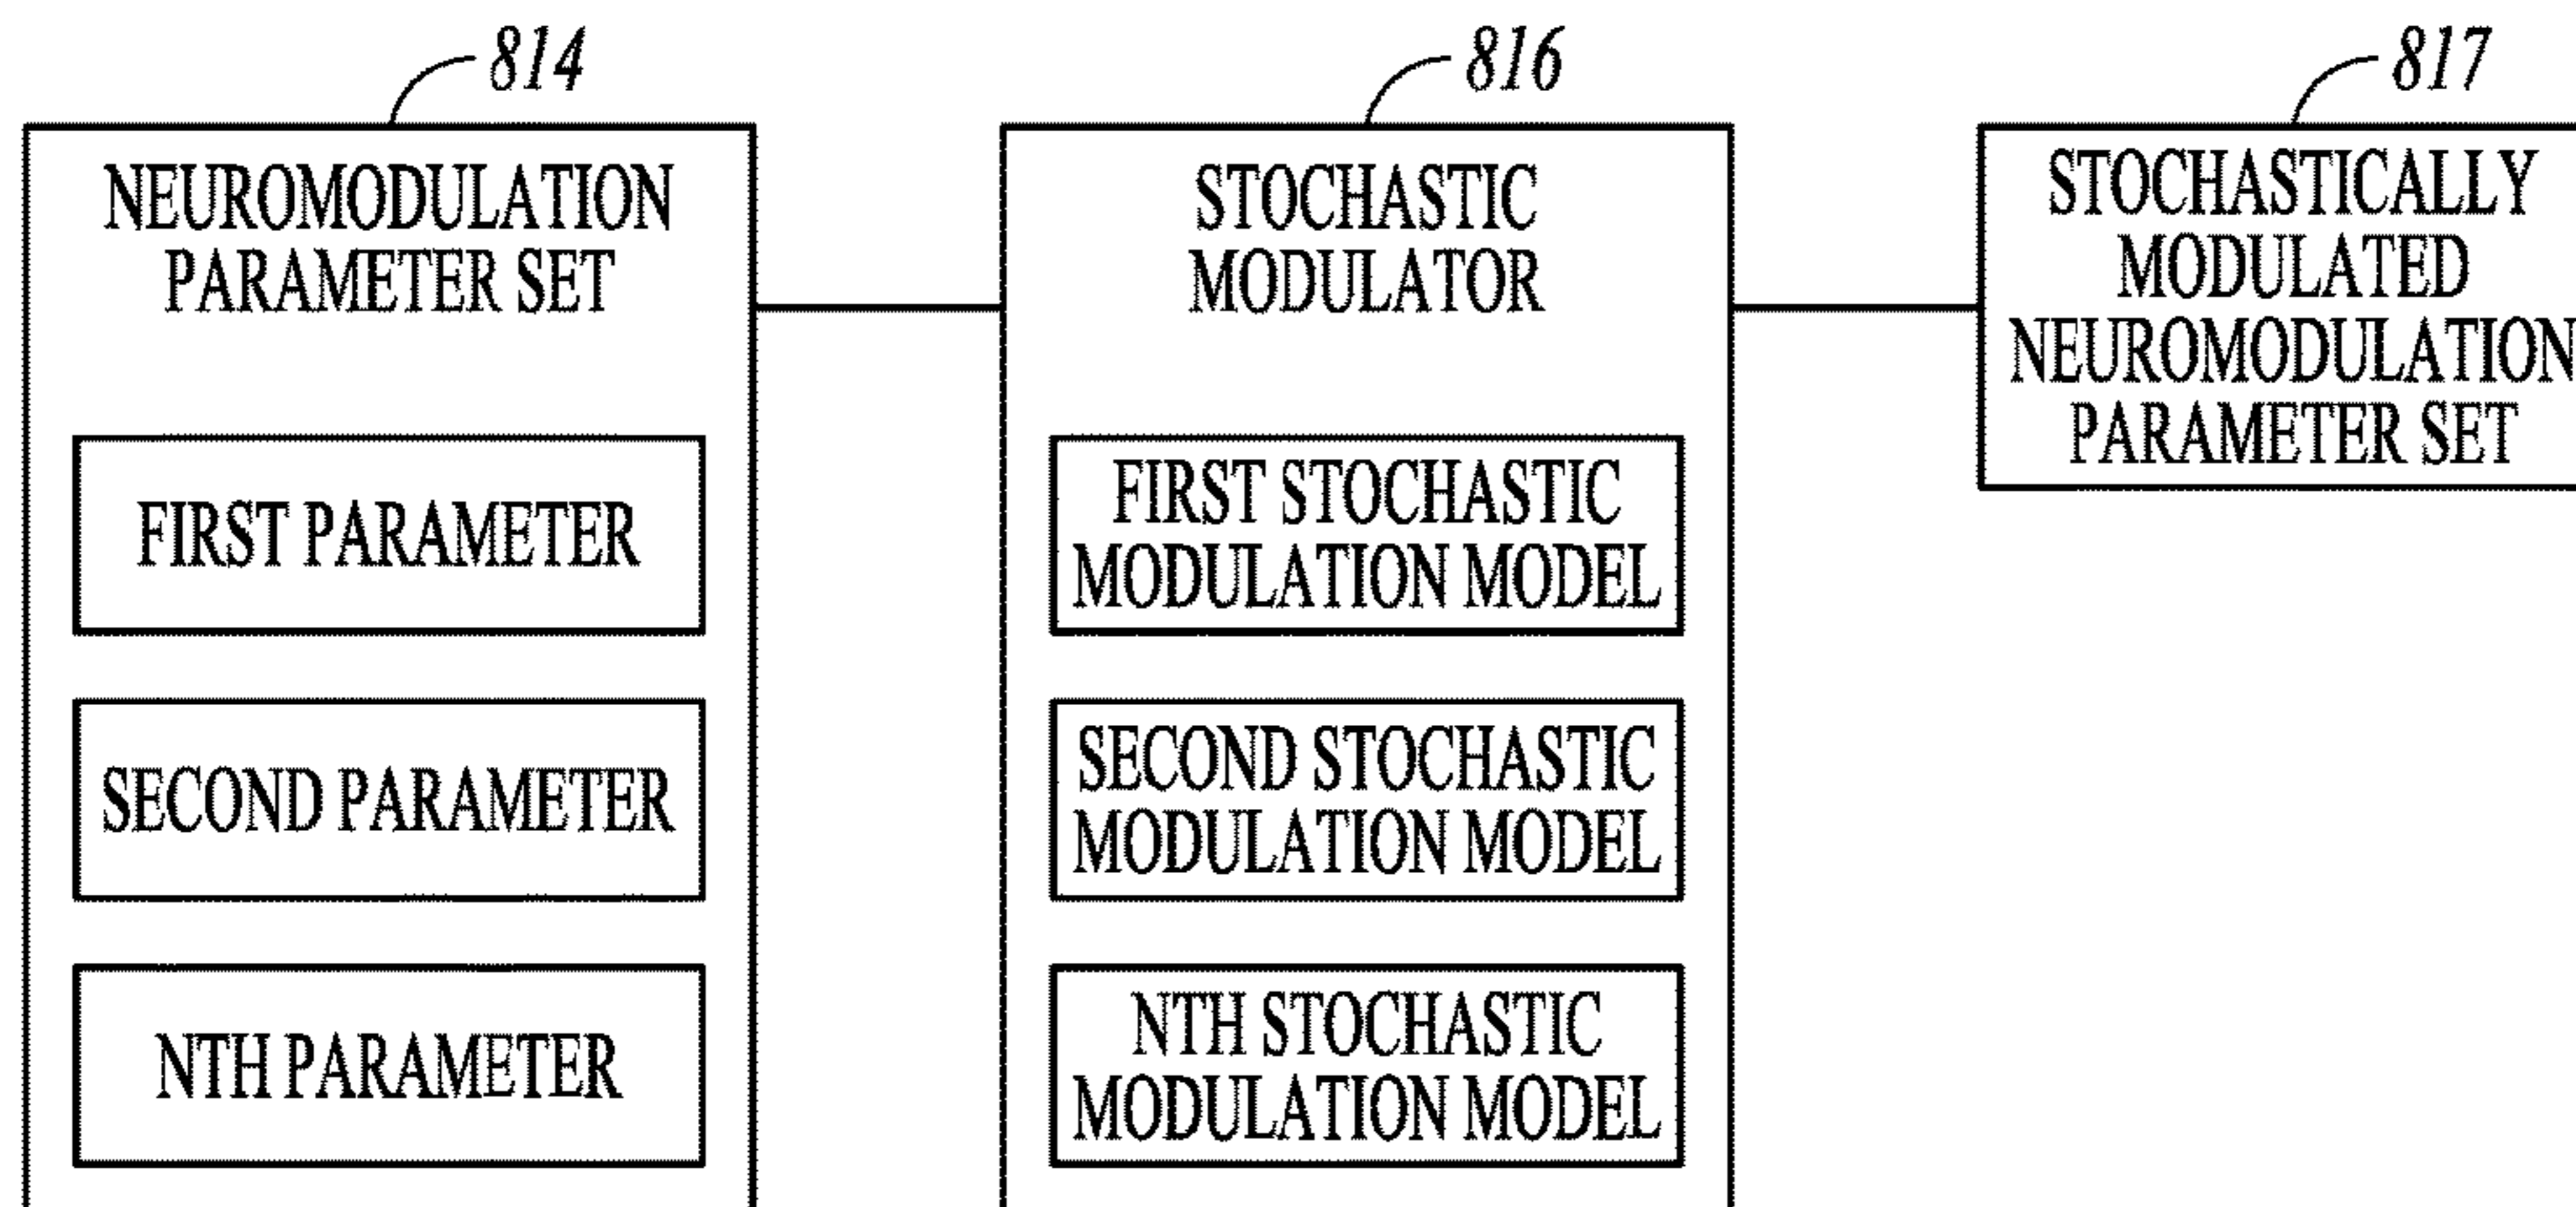 814
NEUROMODULATION
PARAMETER SET
FIRST PARAMETER
SECOND PARAMETER
NTH PARAMETER
816
STOCHASTIC
MODULATOR
FIRST STOCHASTIC
MODULATION MODEL
SECOND STOCHASTIC
MODULATION MODEL
NTH STOCHASTIC
MODULATION MODEL
817
STOCHASTICALLY
MODULATED
NEUROMODULATION
PARAMETER SET